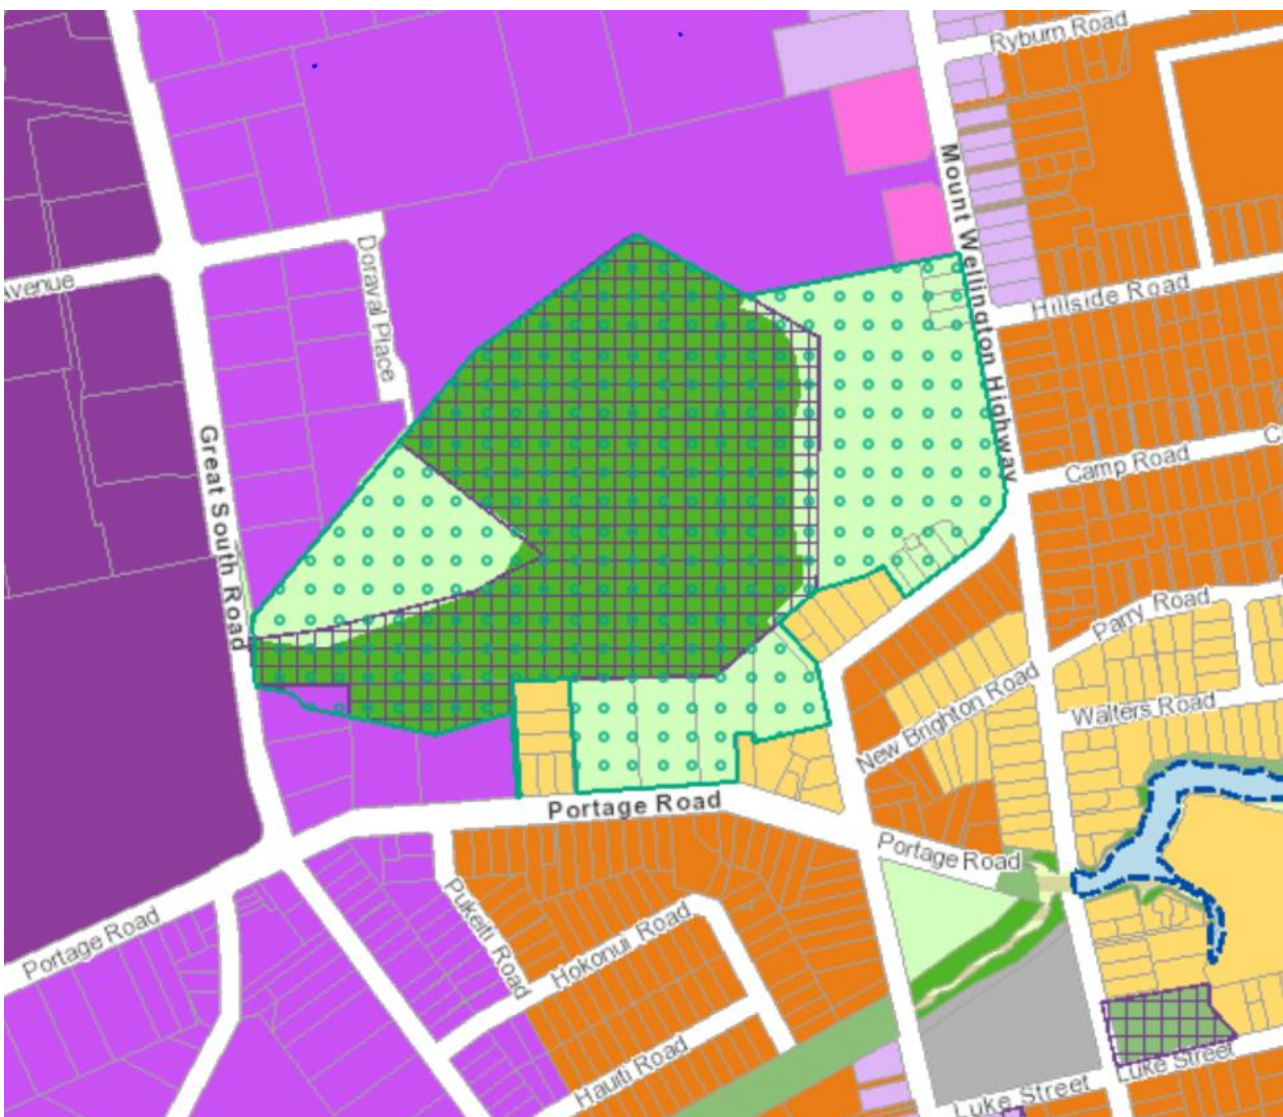 Ryburn Road
Mount Wellington Highway
Avenue
Doraval Place
Hillside Road
Great South Road
Camp Road
C
Parry Road
New Brighton Road
Walters Road
Portage Road
Portage Road
Pukeiti Road
Portage Road
Hokonui Road
Hauiti Road
Luke Street
Luke Street